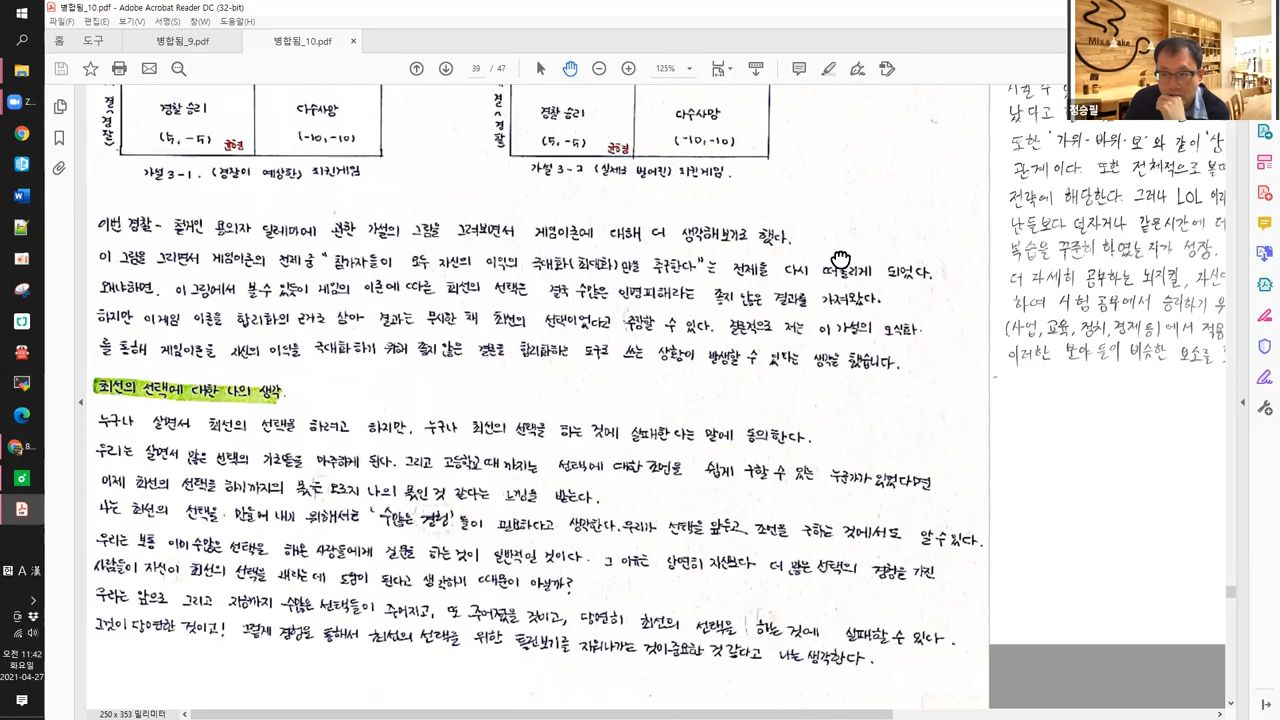 병합됨_10.pdf - Adobe Acrobat Reader DC (32-bit)
파일(F) 편집(E) 보기(V) 서명(S) 창(W) 도움말(H)
홈 도구 병합됨_9.pdf 병합됨_10.pdf ×
39 / 47 125%
Mix & Bake
정승필
경찰 승리 다수사망 경찰 승리 다수사망
(5, -5) (-10, -10) (5, -5) (-10, -10)
가설 3-1. (경찰이 예상한) 치킨게임 가설 3-2 (실제로 벌어진) 치킨게임.
이번 경찰- 용의자 딜레마에 관한 가설의 그림을 그려보면서 게임이론에 대해 더 생각해보기로 했다.
이 그림을 그리면서 게임이론의 전제 중 "참가자들이 모두 자신의 이익의 극대화(최대화)만을 추구한다"는 전제를 다시 떠올리게 되었다.
왜냐하면, 이 그림에서 볼 수 있듯이 게임의 이론에 따른 최선의 선택은 결국 수많은 인명피해라는 좋지 않은 결과를 가져왔다.
하지만 이 게임 이론을 합리화의 근거로 삼아 결과는 무시한 채 최선의 선택이었다고 주장할 수 있다. 결론적으로 저는 이 가설의 도식화
를 통해 게임이론을 자신의 이익을 극대화하기 위해 좋지 않은 결론을 합리화하는 도구로 쓰는 상황이 발생할 수 있다는 생각을 했습니다.
최선의 선택에 대한 나의 생각.
누구나 살면서 최선의 선택을 하려고 하지만, 누구나 최선의 선택을 하는 것에 실패한다는 말에 동의한다.
우리는 살면서 많은 선택의 기로를 마주하게 된다. 그리고 고등학교 때 까지는 선택에 대한 조언을 쉽게 구할 수 있는 누군가가 있었다면
이제 최선의 선택을 하기까지의 몫은 오로지 나의 몫인 것 같다는 느낌을 받는다.
나는 최선의 선택을 만들어 내기 위해서는 '수많은 경험'들이 필요하다고 생각한다. 우리가 선택을 앞두고, 조언을 구하는 것에서도 알 수 있다.
우리는 보통 이미 수많은 선택을 해온 사람들에게 질문을 하는 것이 일반적일 것이다. 그 이유는 당연히 자신보다 더 많은 선택의 경험을 가진
사람들이 자신이 최선의 선택을 내리는 데 도움이 된다고 생각하기 때문이 아닐까?
우리는 앞으로 그리고 지금까지 수많은 선택들이 주어지고, 또 주어졌을 것이고, 당연히 최선의 선택을 하는 것에 실패할 수 있다.
그것이 당연한 것이고! 그렇게 경험을 통해서 최선의 선택을 위한 틀린보기를 지워나가는 것이 중요한 것 같다고 나는 생각한다.
났다고
또한 '가위-바위-보'와 같이 '산
관계이다. 또한 전체적으로 볼때
전략에 해당한다. 그러나 LOL 이라
난들보다 먼저거나 같은시간에 더
복습을 꾸준히 하였는지가 성장.
더 자세히 공부하는 뇌지컬, 자신
하여 시험 공부에서 승리하기 위
(사업, 교육, 정치, 경제 등)에서 적용
이러한 분야들이 비슷한 모습을
250 x 353 밀리미터
한 A 漢
오전 11:42
화요일
2021-04-27